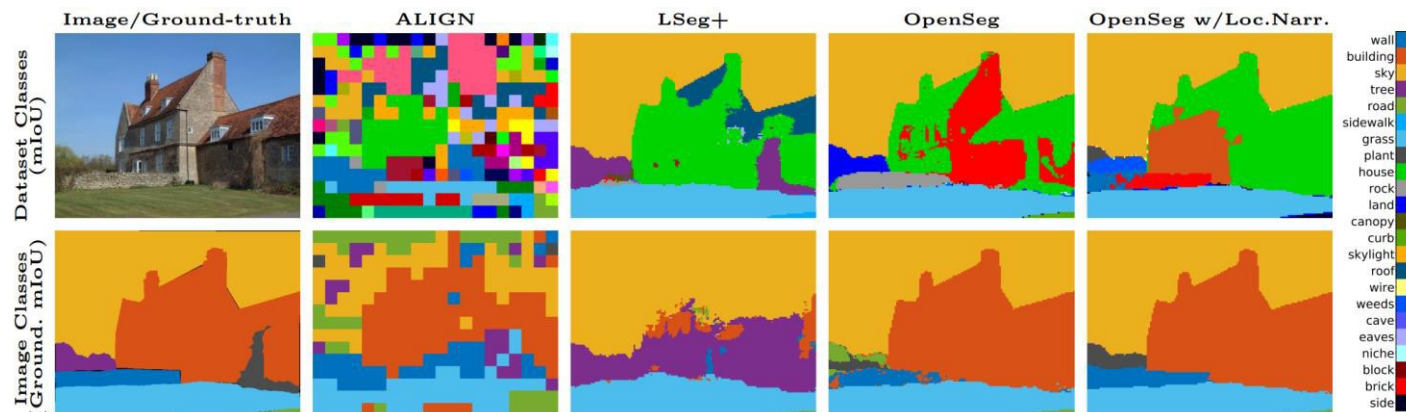 Image/Ground-truth
ALIGN
LSeg+
OpenSeg
OpenSeg w/Loc.Narr.
Dataset Classes
(mIoU)
Image Classes
(Ground. mIoU)
wall
building
sky
tree
road
sidewalk
grass
plant
house
rock
land
canopy
curb
skylight
roof
wire
weeds
cave
eaves
niche
block
brick
side